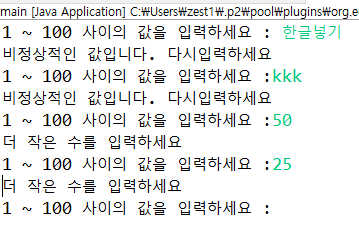 main [Java Application] C:₩Users₩zest1₩.p2₩pool₩plugins₩org.e
1 ~ 100 사이의 값을 입력하세요 : 한글넣기
비정상적인 값입니다. 다시입력하세요
1 ~ 100 사이의 값을 입력하세요 :kkk
비정상적인 값입니다. 다시입력하세요
1 ~ 100 사이의 값을 입력하세요 :50
더 작은 수를 입력하세요
1 ~ 100 사이의 값을 입력하세요 :25
더 작은 수를 입력하세요
1 ~ 100 사이의 값을 입력하세요 :